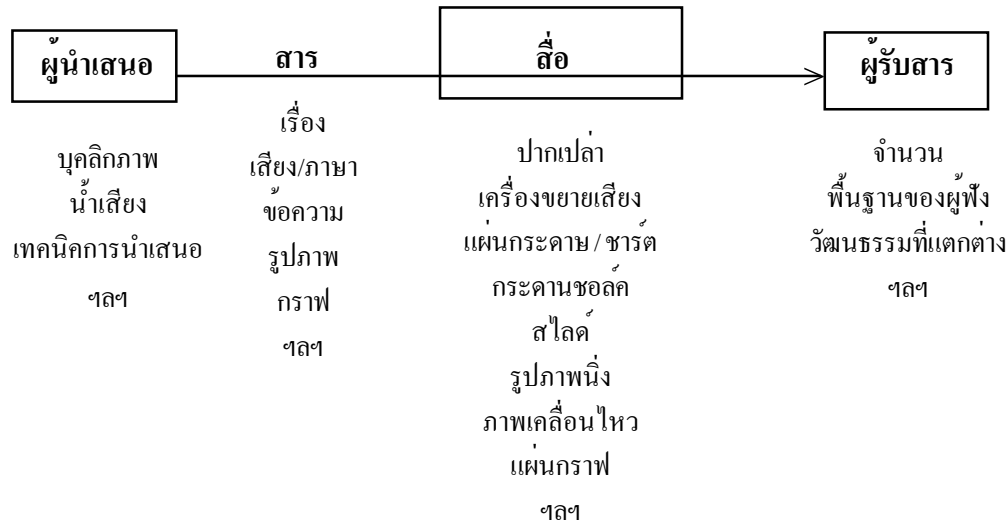 ผู้นำเสนอ
สาร
สื่อ
ผู้รับสาร
บุคลิกภาพ
น้ำเสียง
เทคนิคการนำเสนอ
ฯลฯ
เรื่อง
เสียง/ภาษา
ข้อความ
รูปภาพ
กราฟ
ฯลฯ
ปากเปล่า
เครื่องขยายเสียง
แผ่นกระดาษ / ชาร์ต
กระดานชอล์ค
สไลด์
รูปภาพนิ่ง
ภาพเคลื่อนไหว
แผ่นกราฟ
ฯลฯ
จำนวน
พื้นฐานของผู้ฟัง
วัฒนธรรมที่แตกต่าง
ฯลฯ